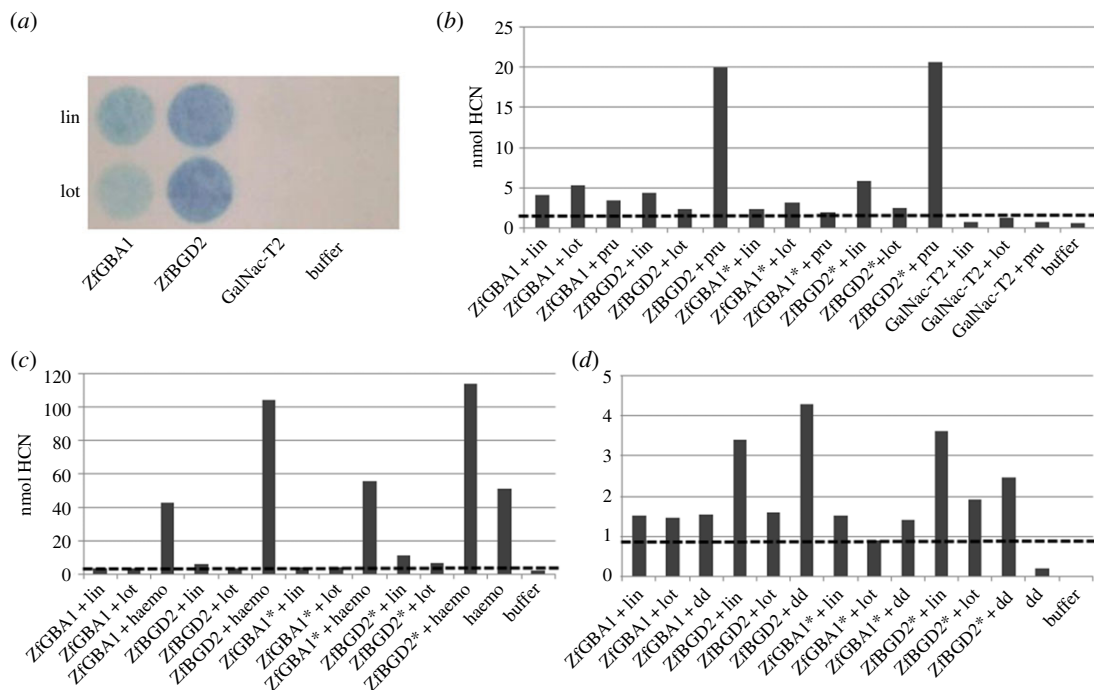 (a)
lin
lot
ZfGBA1
ZfBGD2
GalNac-T2
buffer
(b)
nmol HCN
25
20
15
10
5
0
ZfGBA1 + lin
ZfGBA1 + lot
ZfGBA1 + pru
ZfBGD2 + lin
ZfBGD2 + lot
ZfBGD2 + pru
ZfGBA1* + lin
ZfGBA1* + lot
ZfGBA1* + pru
ZfBGD2* + lin
ZfBGD2*+ lot
ZfBGD2* + pru
GalNac-T2 + lin
GalNac-T2 + lot
GalNac-T2 + pru
buffer
(c)
nmol HCN
120
100
80
60
40
20
0
ZfGBA1 + lin
ZfGBA1 + lot
ZfGBA1 + haemo
ZfBGD2 + lin
ZfBGD2 + lot
ZfBGD2 + haemo
ZfGBA1* + lin
ZfGBA1* + lot
ZfGBA1* + haemo
ZfBGD2* + lin
ZfBGD2* + lot
ZfBGD2* + haemo
haemo
buffer
(d)
5
4
3
2
1
0
ZfGBA1 + lin
ZfGBA1 + lot
ZfGBA1 + dd
ZfBGD2 + lin
ZfBGD2 + lot
ZfBGD2 + dd
ZfGBA1* + lin
ZfGBA1* + lot
ZfGBA1* + dd
ZfBGD2* + lin
ZfBGD2* + lot
ZfBGD2* + dd
dd
buffer